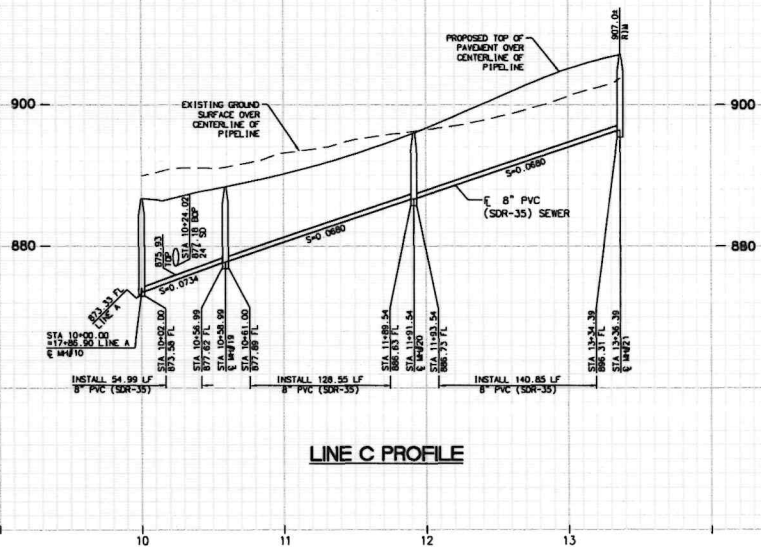 907.0±
RIM
PROPOSED TOP OF
PAVEMENT OVER
CENTERLINE OF
PIPELINE
900
900
EXISTING GROUND
SURFACE OVER
CENTERLINE OF
PIPELINE
S=0.0680
℄ 8" PVC
(SDR-35) SEWER
880
880
875.93
TOP
STA 10+24.02
877.18 BOP
24" SD
S=0.0680
S=0.0734
873.33 FL
LINE A
STA 10+00.00
=17+86.90 LINE A
℄ MH#10
STA 10+02.00
873.58 FL
STA 10+56.99
877.62 FL
STA 10+58.99
℄ MH#19
STA 10+61.00
877.89 FL
STA 11+89.54
886.63 FL
STA 11+91.54
℄ MH#20
STA 11+93.54
886.73 FL
STA 13+34.39
896.31 FL
STA 13+36.39
℄ MH#21
INSTALL 54.99 LF
8" PVC (SDR-35)
INSTALL 128.55 LF
8" PVC (SDR-35)
INSTALL 140.85 LF
8" PVC (SDR-35)
LINE C PROFILE
10
11
12
13